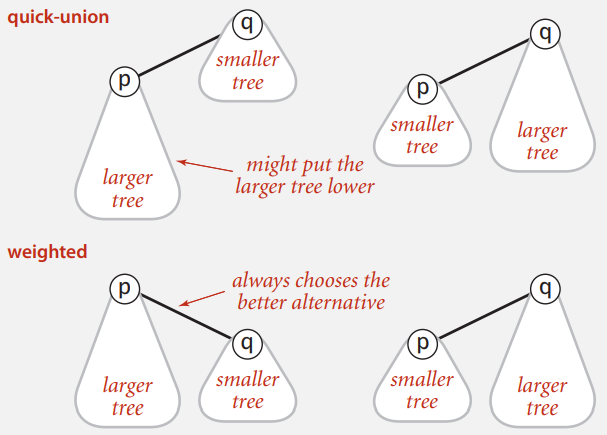 quick-union
q
smaller
tree
p
larger
tree
might put the
larger tree lower
q
p
smaller
tree
larger
tree
weighted
p
always chooses the
better alternative
q
larger
tree
smaller
tree
q
p
smaller
tree
larger
tree